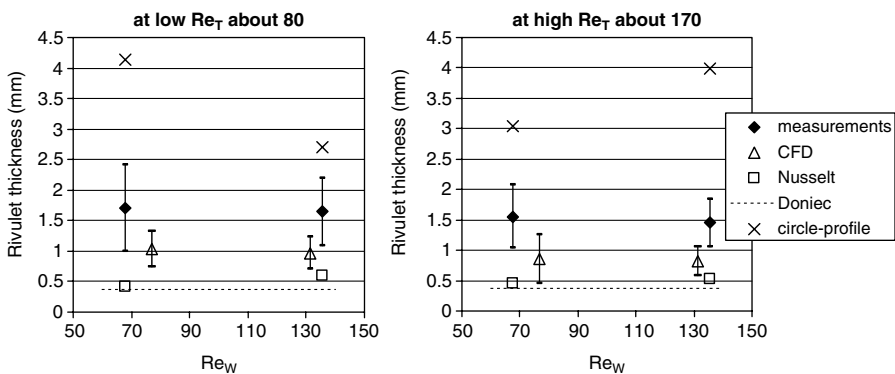 at low Re_T about 80
4.5
4
3.5
3
2.5
2
1.5
1
0.5
0
Rivulet thickness (mm)
50 70 90 110 130 150
Re_W
at high Re_T about 170
4.5
4
3.5
3
2.5
2
1.5
1
0.5
0
Rivulet thickness (mm)
50 70 90 110 130 150
Re_W
measurements
CFD
Nusselt
Doniec
circle-profile